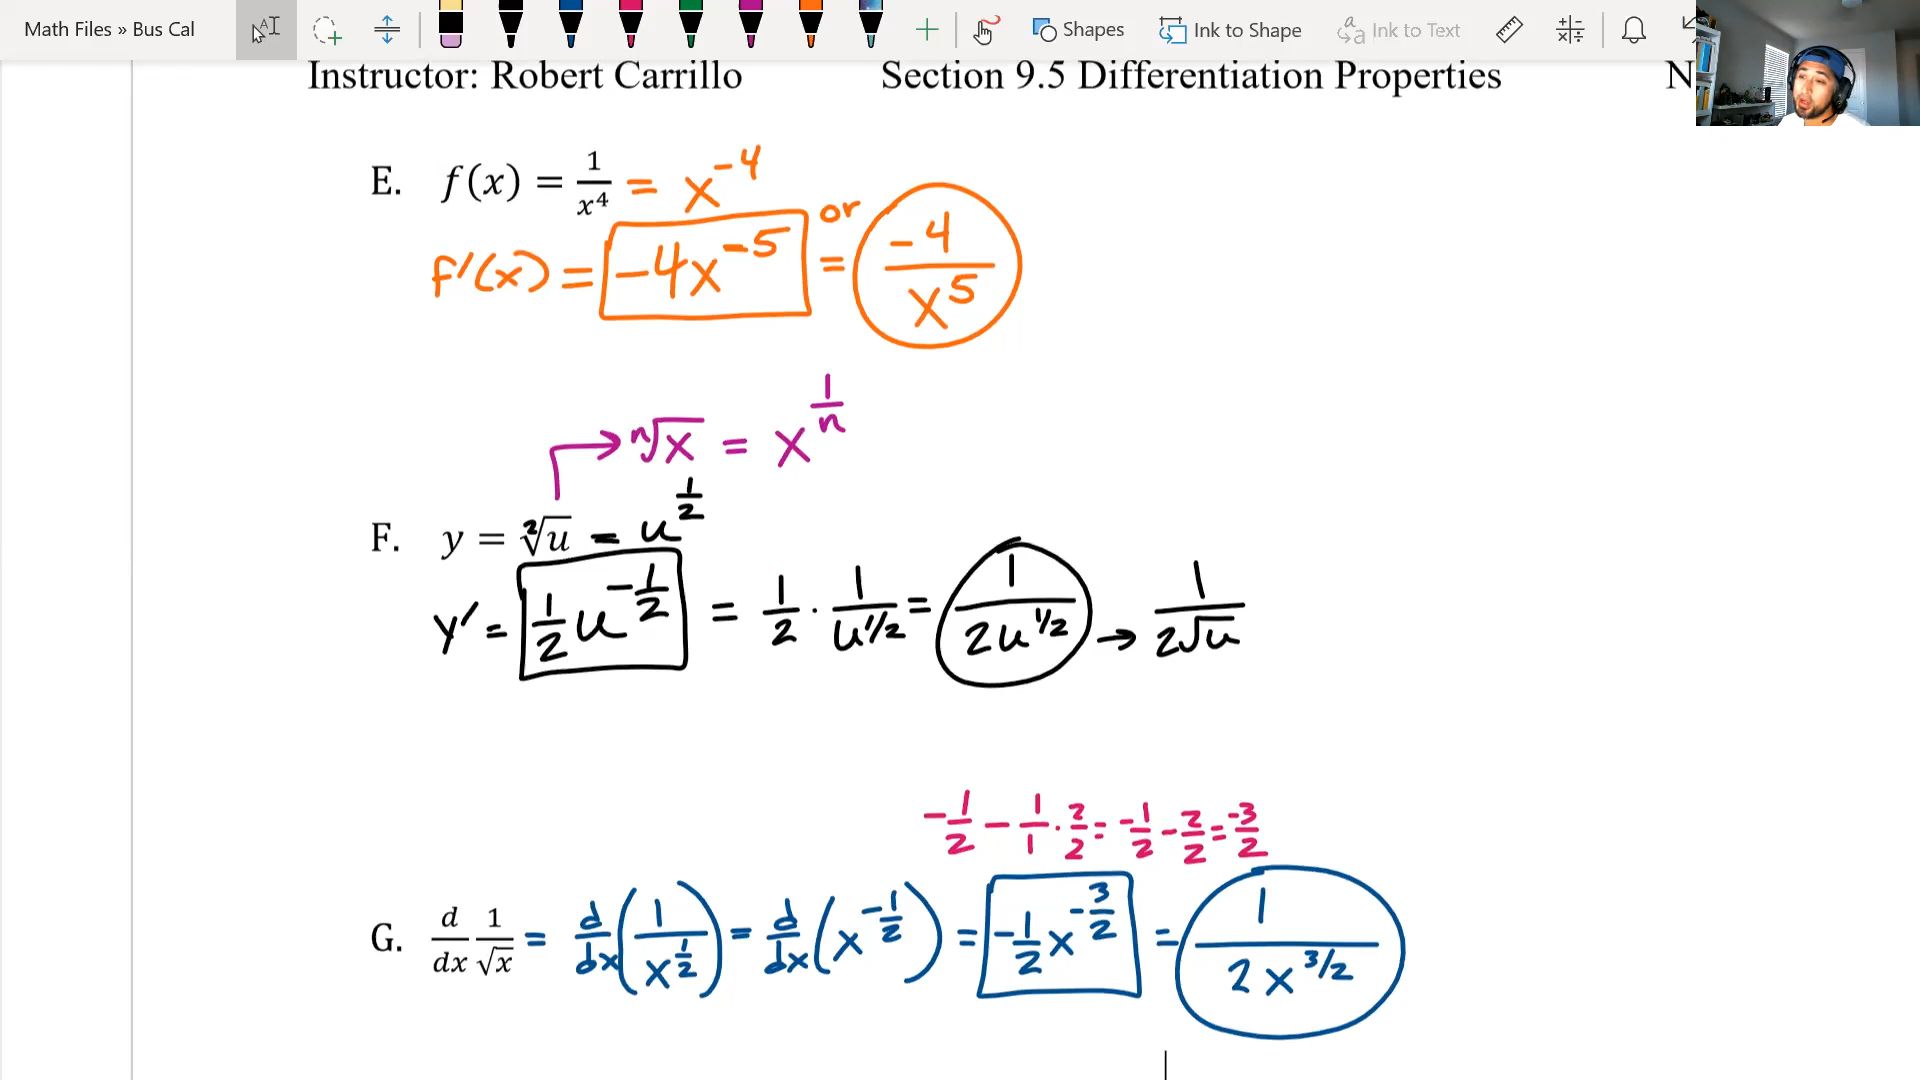 Math Files » Bus Cal Shapes Ink to Shape Ink to Text
Instructor: Robert Carrillo Section 9.5 Differentiation Properties N
E. f(x) = 1/x⁴ = x⁻⁴
f'(x) = -4x⁻⁵ or = -4/x⁵
ⁿ√x = x^(1/n)
F. y = ²√u = u^(1/2)
y' = 1/2 u^(-1/2) = 1/2 · 1/u^(1/2) = 1/(2u^(1/2)) → 1/(2√u)
-1/2 - 1/1 · 2/2 = -1/2 - 2/2 = -3/2
G. d/dx 1/√x = d/dx (1/x^(1/2)) = d/dx (x^(-1/2)) = -1/2 x^(-3/2) = 1/(2x^(3/2))